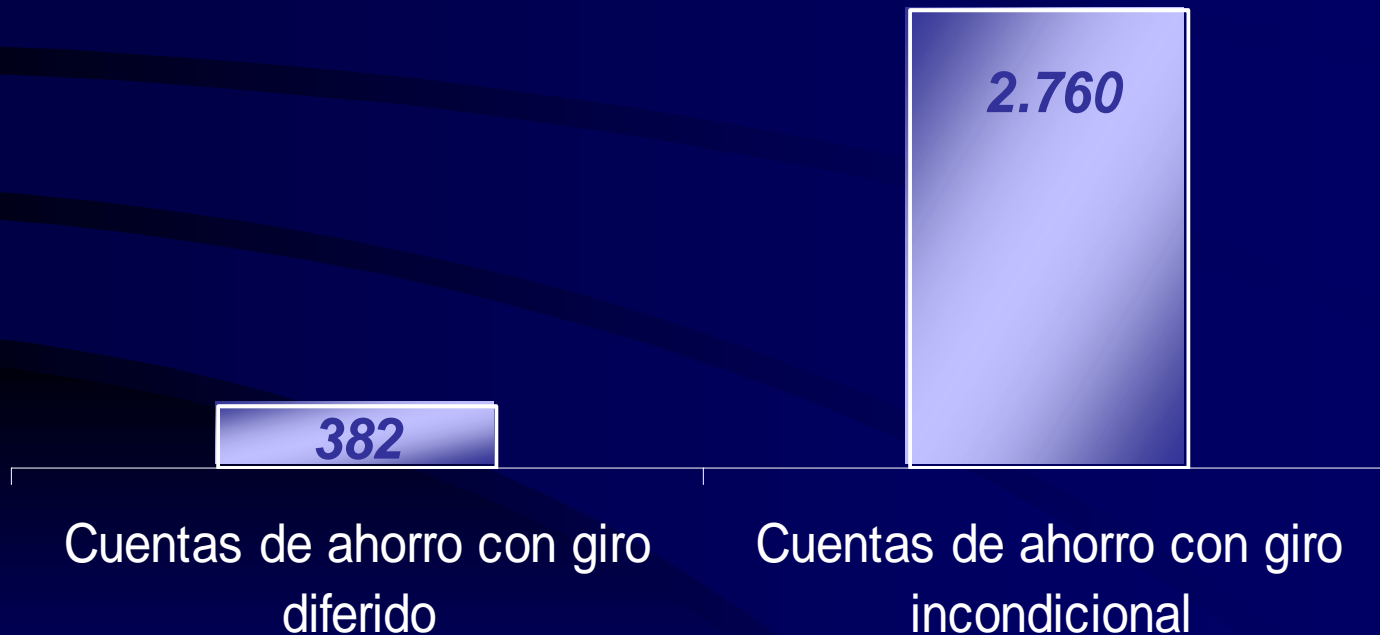 2.760
382
Cuentas de ahorro con giro
diferido
Cuentas de ahorro con giro
incondicional